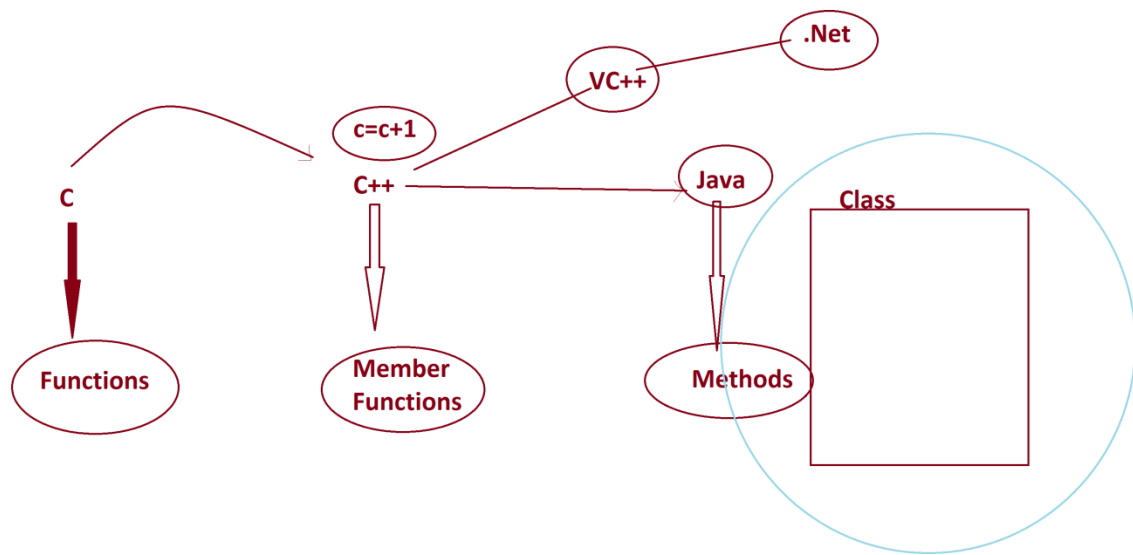 .Net
VC++
c=c+1
C
C++
Java
Class
Functions
Member
Functions
Methods